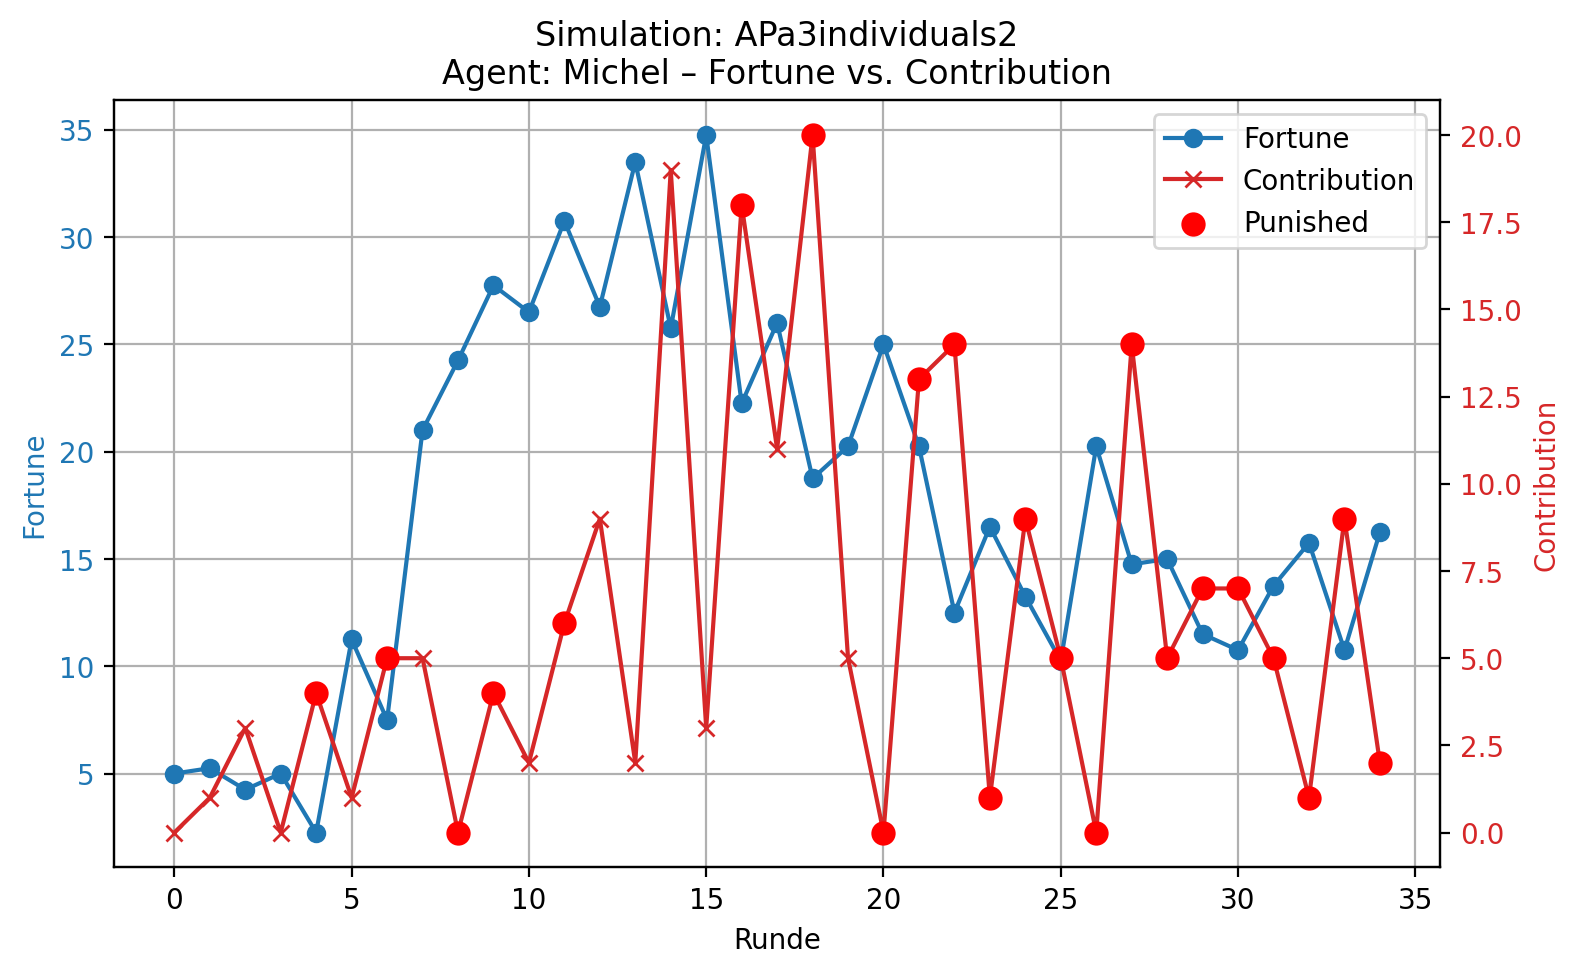 Simulation: APa3individuals2
Agent: Michel – Fortune vs. Contribution
Fortune
Contribution
Punished
35
30
25
20
15
10
5
Fortune
20.0
17.5
15.0
12.5
10.0
7.5
5.0
2.5
0.0
Contribution
0 5 10 15 20 25 30 35
Runde